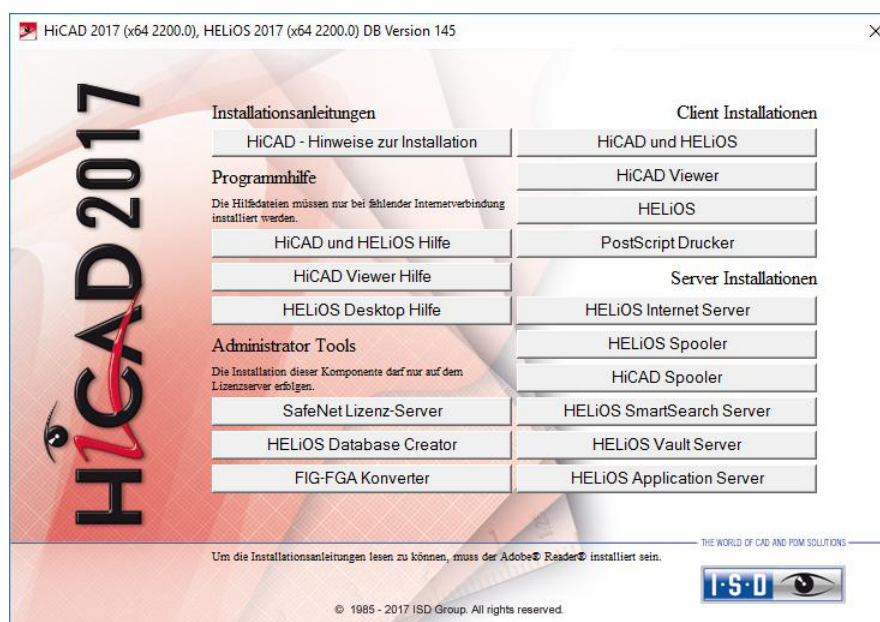 HiCAD 2017 (x64 2200.0), HELiOS 2017 (x64 2200.0) DB Version 145
HiCAD 2017
Installationsanleitungen
HiCAD - Hinweise zur Installation
Programmhilfe
Die Hilfedateien müssen nur bei fehlender Internetverbindung
installiert werden.
HiCAD und HELiOS Hilfe
HiCAD Viewer Hilfe
HELiOS Desktop Hilfe
Administrator Tools
Die Installation dieser Komponente darf nur auf dem
Lizenzserver erfolgen.
SafeNet Lizenz-Server
HELiOS Database Creator
FIG-FGA Konverter
Client Installationen
HiCAD und HELiOS
HiCAD Viewer
HELiOS
PostScript Drucker
Server Installationen
HELiOS Internet Server
HELiOS Spooler
HiCAD Spooler
HELiOS SmartSearch Server
HELiOS Vault Server
HELiOS Application Server
THE WORLD OF CAD AND PDM SOLUTIONS
Um die Installationsanleitungen lesen zu können, muss der Adobe® Reader® installiert sein.
I·S·D
© 1985 - 2017 ISD Group. All rights reserved.